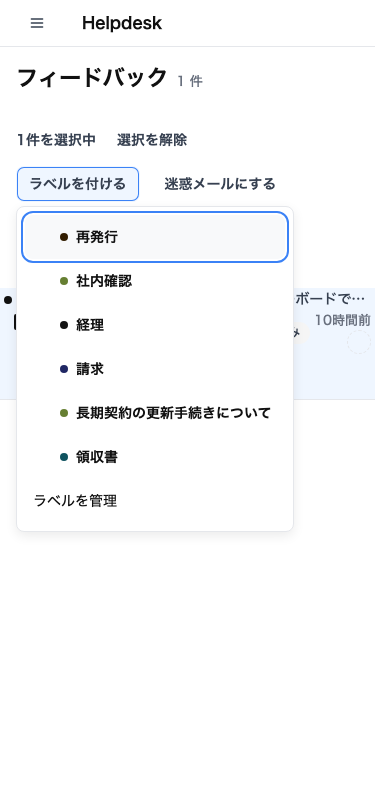 Helpdesk
フィードバック 1 件
1件を選択中 選択を解除
ラベルを付ける 迷惑メールにする
再発行
社内確認
ボードで…
経理
10時間前
請求
長期契約の更新手続きについて
領収書
ラベルを管理